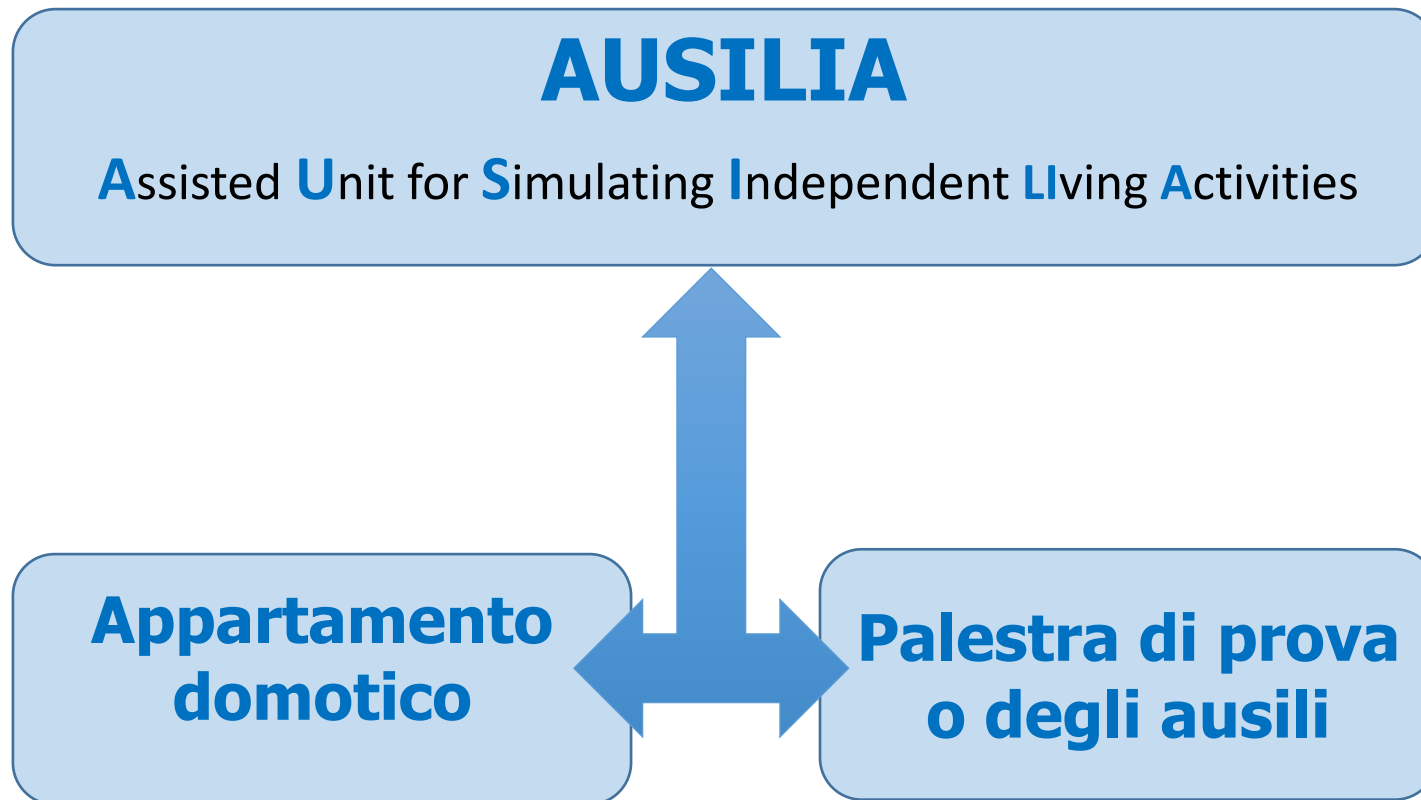 AUSILIA
Assisted Unit for Simulating Independent LIving Activities
Appartamento
domotico
Palestra di prova
o degli ausili